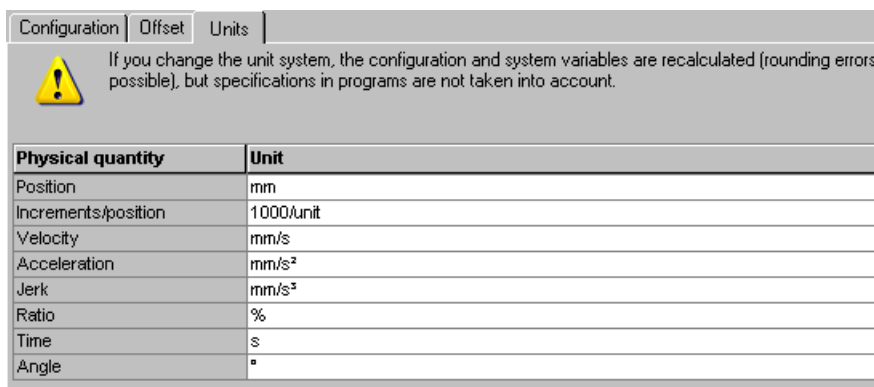 Configuration Offset Units
If you change the unit system, the configuration and system variables are recalculated (rounding errors
possible), but specifications in programs are not taken into account.
Physical quantity Unit
Position mm
Increments/position 1000/unit
Velocity mm/s
Acceleration mm/s²
Jerk mm/s³
Ratio %
Time s
Angle °